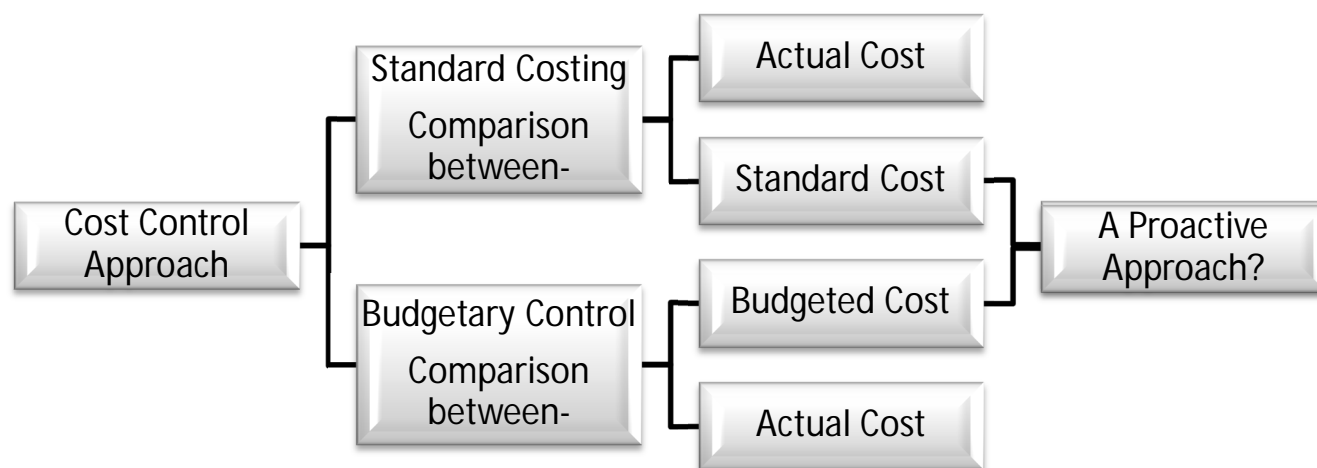 Cost Control
Approach
Standard Costing
Comparison
between-
Actual Cost
Standard Cost
Budgetary Control
Comparison
between-
Budgeted Cost
Actual Cost
A Proactive
Approach?